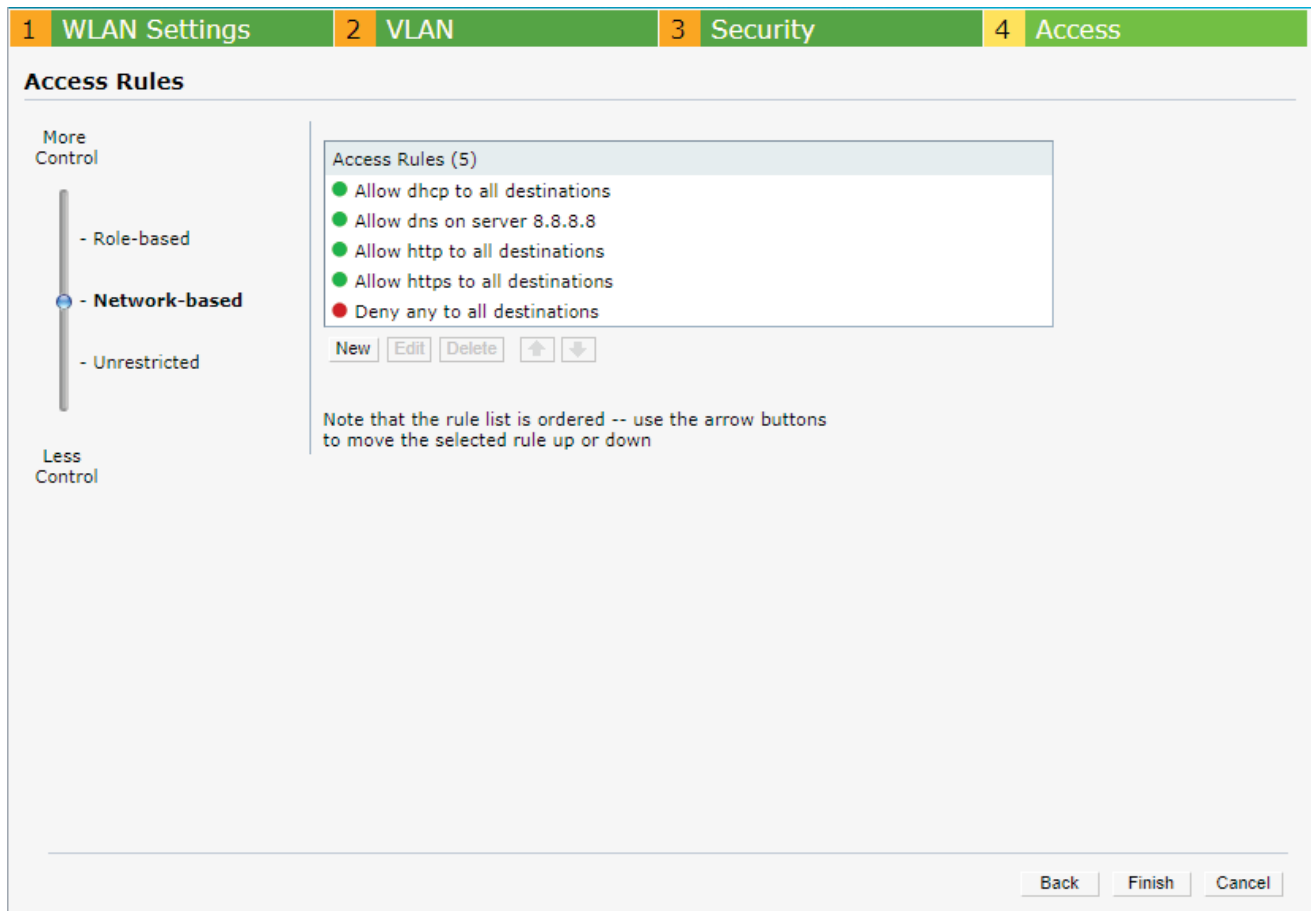 1 WLAN Settings 2 VLAN 3 Security 4 Access
Access Rules
More
Control
- Role-based
- Network-based
- Unrestricted
Less
Control
Access Rules (5)
Allow dhcp to all destinations
Allow dns on server 8.8.8.8
Allow http to all destinations
Allow https to all destinations
Deny any to all destinations
New Edit Delete
Note that the rule list is ordered -- use the arrow buttons
to move the selected rule up or down
Back Finish Cancel